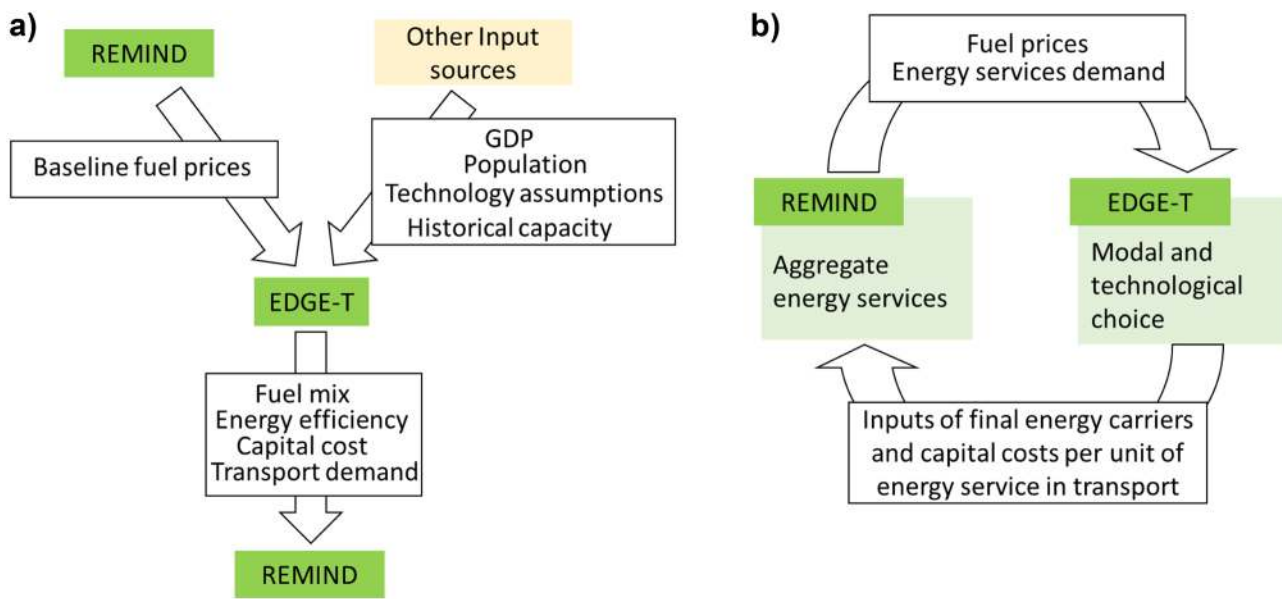 a)
REMIND
Other Input
sources
Baseline fuel prices
GDP
Population
Technology assumptions
Historical capacity
EDGE-T
Fuel mix
Energy efficiency
Capital cost
Transport demand
REMIND
b)
Fuel prices
Energy services demand
REMIND
Aggregate
energy services
EDGE-T
Modal and
technological
choice
Inputs of final energy carriers
and capital costs per unit of
energy service in transport